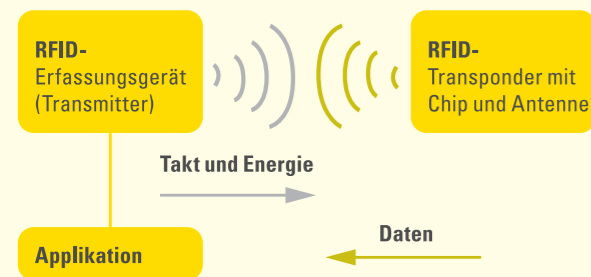 RFID-
Erfassungsgerät
(Transmitter)
RFID-
Transponder mit
Chip und Antenne
Takt und Energie
Daten
Applikation